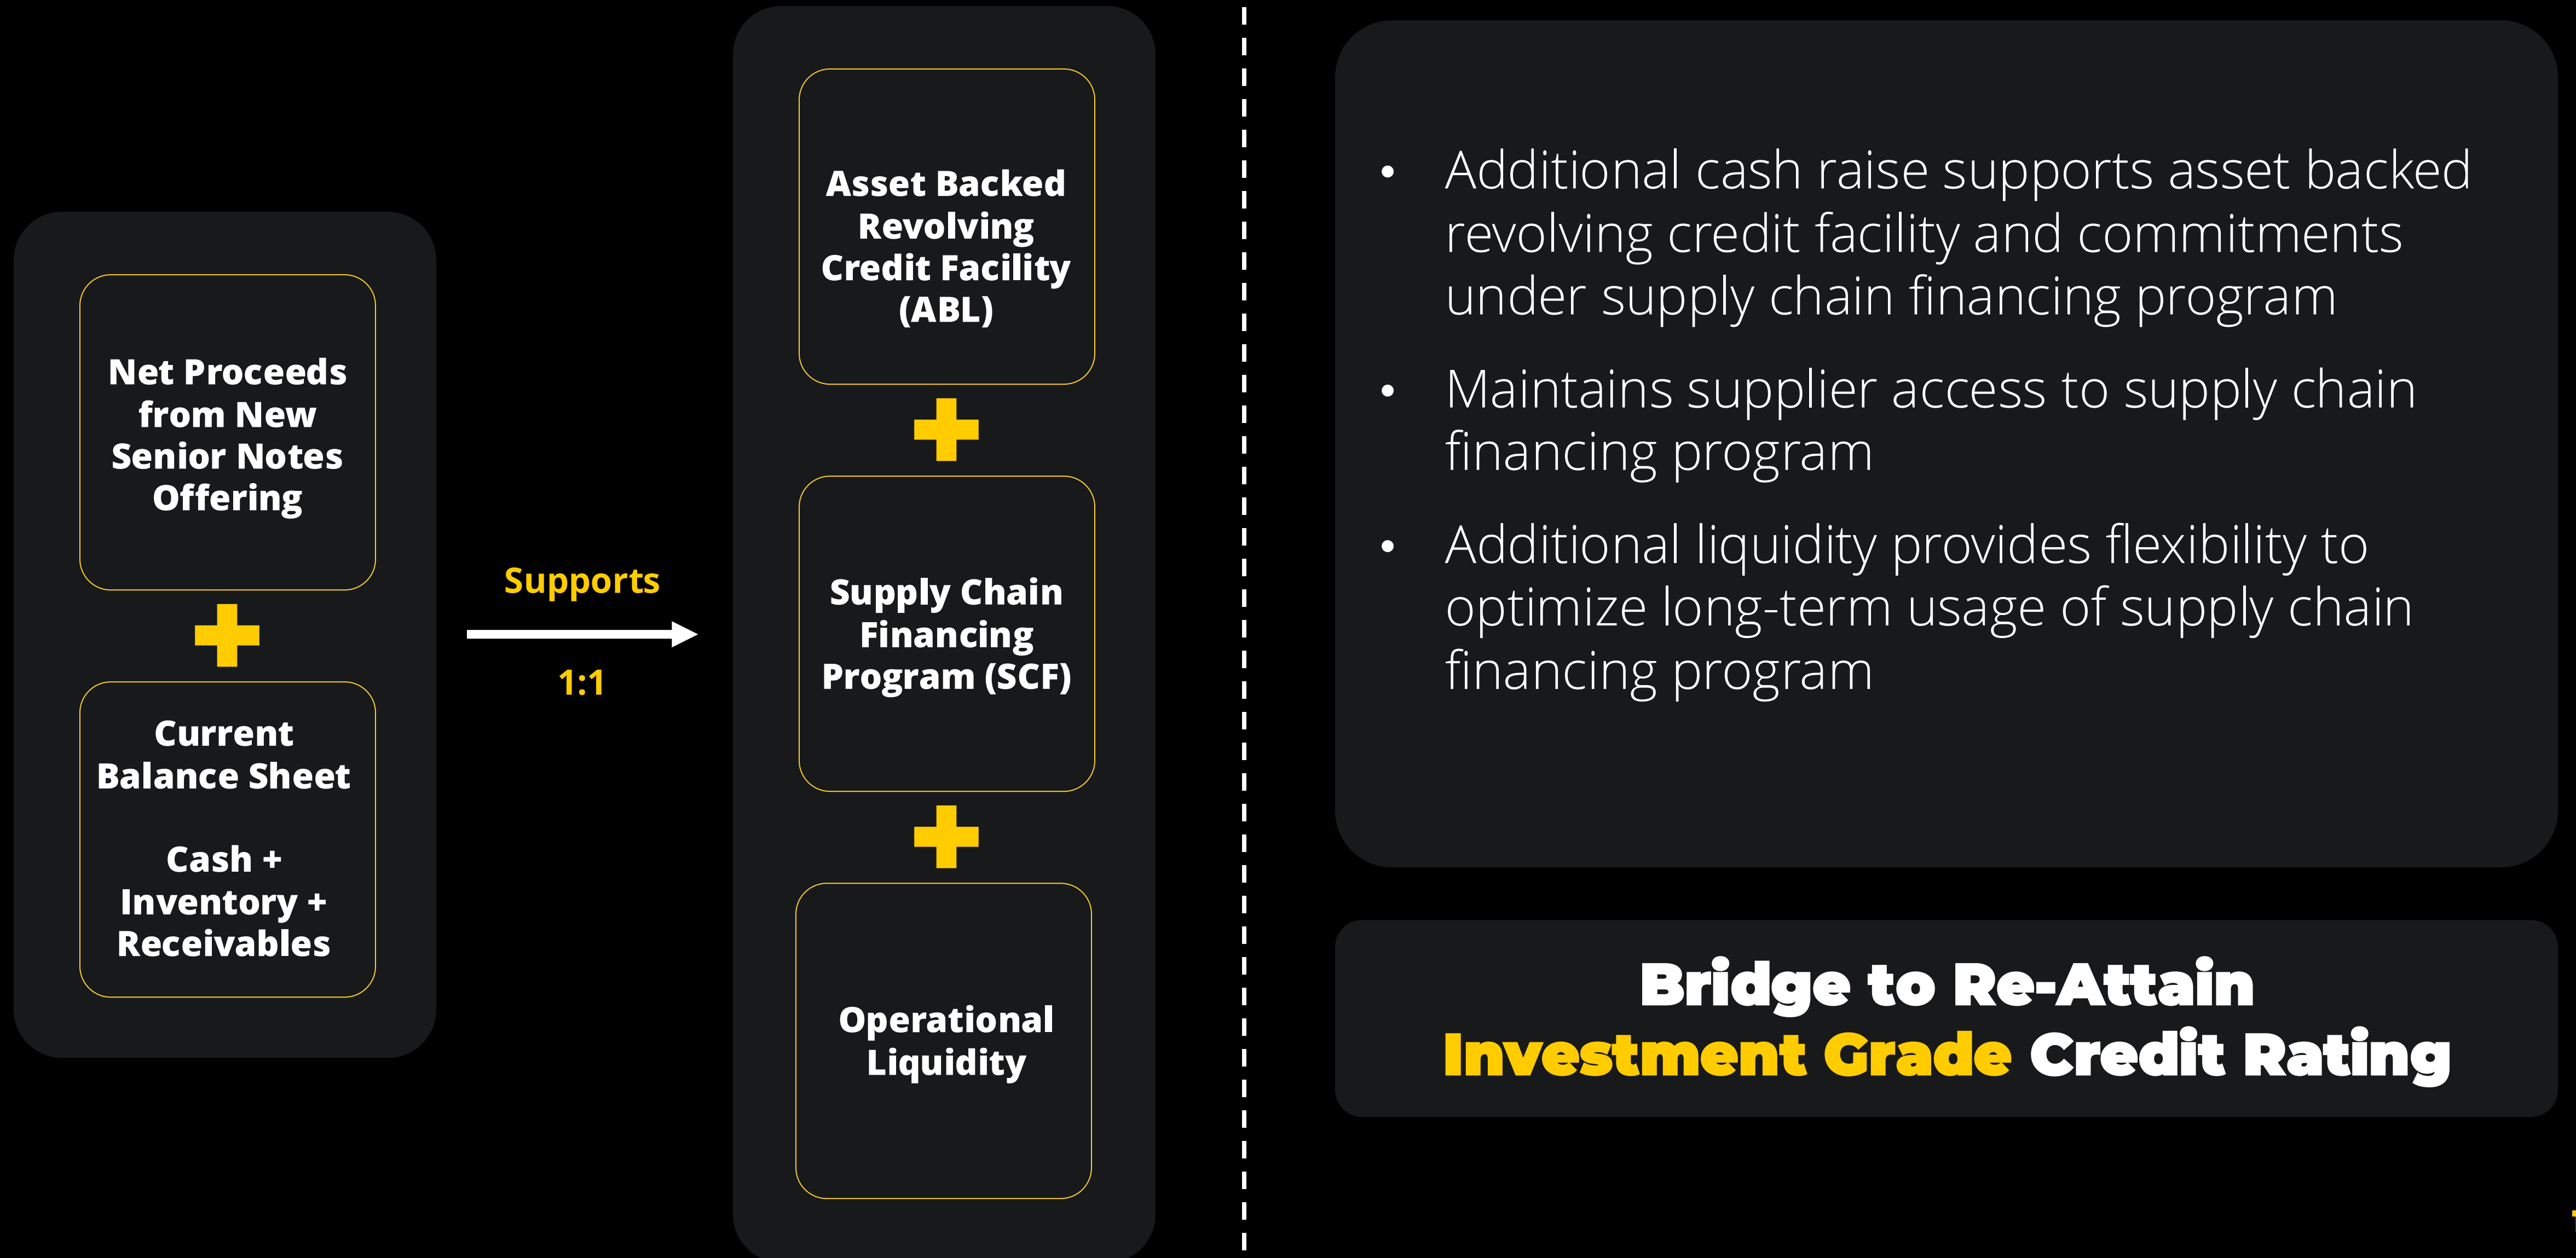 Net Proceeds
from New
Senior Notes
Offering
Current
Balance Sheet
Cash +
Inventory +
Receivables
Supports
1:1
Asset Backed
Revolving
Credit Facility
(ABL)
Supply Chain
Financing
Program (SCF)
Operational
Liquidity
• Additional cash raise supports asset backed
revolving credit facility and commitments
under supply chain financing program
• Maintains supplier access to supply chain
financing program
• Additional liquidity provides flexibility to
optimize long-term usage of supply chain
financing program
Bridge to Re-Attain
Investment Grade Credit Rating